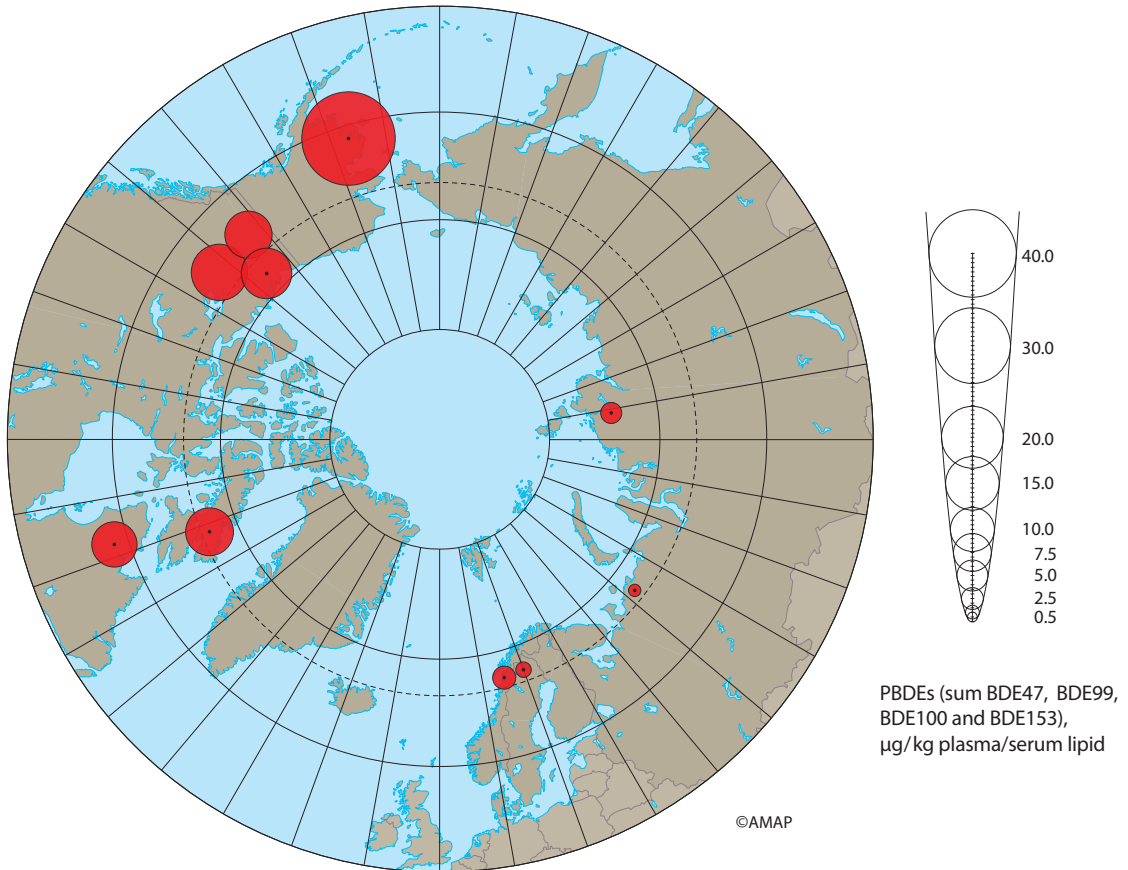 40.0
30.0
20.0
15.0
10.0
7.5
5.0
2.5
0.5
PBDEs (sum BDE47, BDE99,
BDE100 and BDE153),
µg/kg plasma/serum lipid
©AMAP